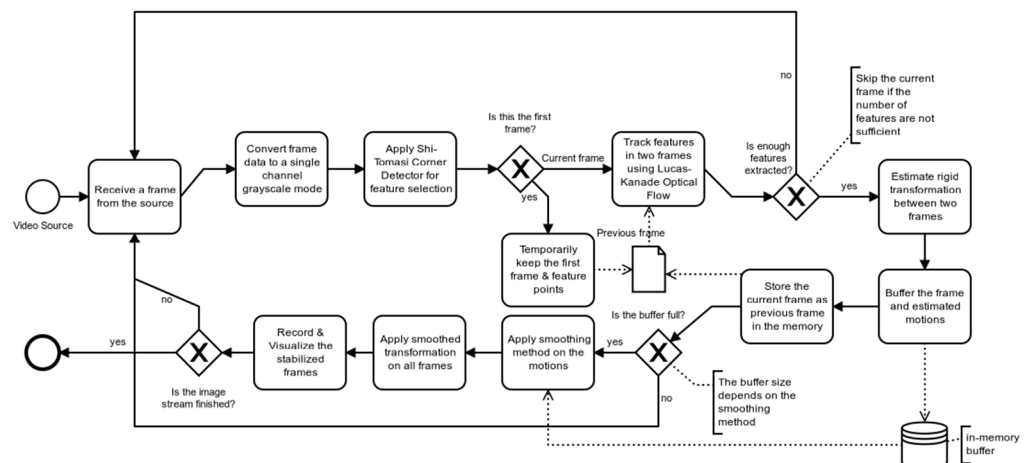 no
Skip the current
frame if the
number of
features are not
sufficient
Is this the first
frame?
Convert frame
data to a single
channel
grayscale mode
Apply Shi-
Tomasi Corner
Detector for
feature selection
Current frame
yes
Track features
in two frames
using Lucas-
Kanade Optical
Flow
Is enough
features
extracted?
yes
Estimate rigid
transformation
between two
frames
Receive a frame
from the source
Video Source
Temporarily
keep the first
frame & feature
points
Previous frame
Store the
current frame as
previous frame
in the memory
Buffer the frame
and estimated
motions
no
Is the buffer full?
yes
Record &
Visualize the
stabilized
frames
Apply smoothed
transformation
on all frames
Apply smoothing
method on the
motions
yes
no
Is the image
stream finished?
The buffer size
depends on the
smoothing
method
in-memory
buffer